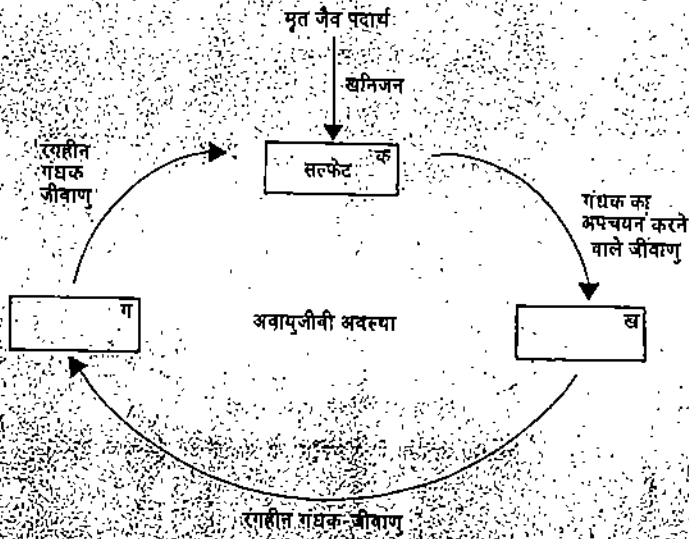 मृत जैव पदार्थ
खनिजन
रंगहीन
गंधक
जीवाणु
सल्फेट
क
गंधक का
अपचयन करने
वाले जीवाणु
ग
अवायुजीवी अवस्था
ख
रंगहीन गंधक-जीवाणु